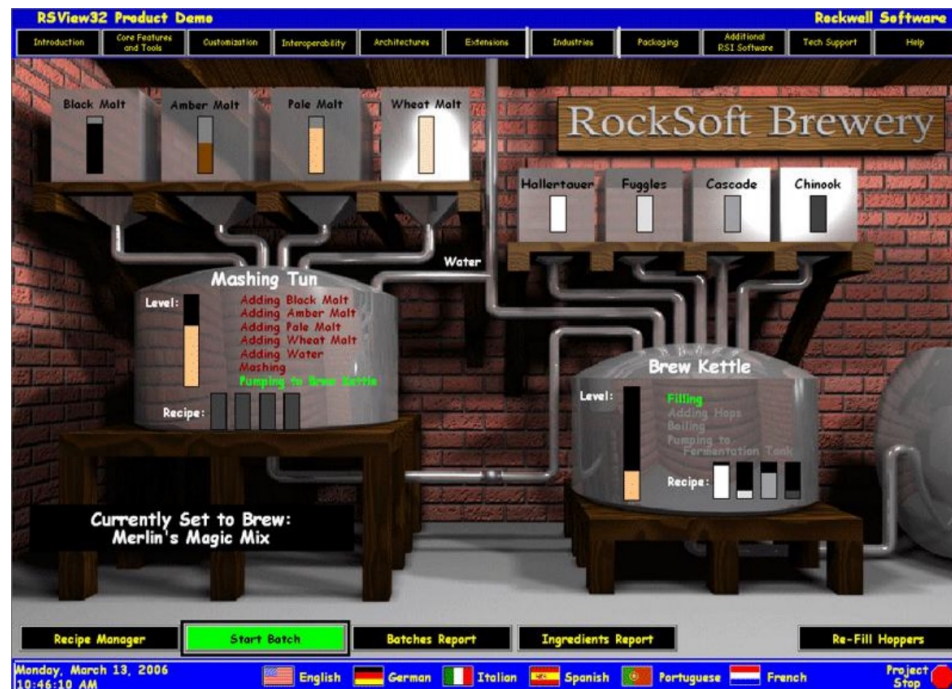 RSView32 Product Demo
Rockwell Software
Introduction
Core Features
and Tools
Customization
Interoperability
Architectures
Extensions
Industries
Packaging
Additional
RSI Software
Tech Support
Help
Black Malt
Amber Malt
Pale Malt
Wheat Malt
RockSoft Brewery
Hallertauer
Fuggles
Cascade
Chinook
Water
Mashing Tun
Level:
Adding Black Malt
Adding Amber Malt
Adding Pale Malt
Adding Wheat Malt
Adding Water
Mashing
Pumping to Brew Kettle
Recipe:
Brew Kettle
Level:
Filling
Adding Hops
Boiling
Pumping to
Fermentation Tank
Recipe:
Currently Set to Brew:
Merlin's Magic Mix
Recipe Manager
Start Batch
Batches Report
Ingredients Report
Re-Fill Hoppers
Monday, March 13, 2006
10:46:10 AM
English
German
Italian
Spanish
Portuguese
French
Project
Stop